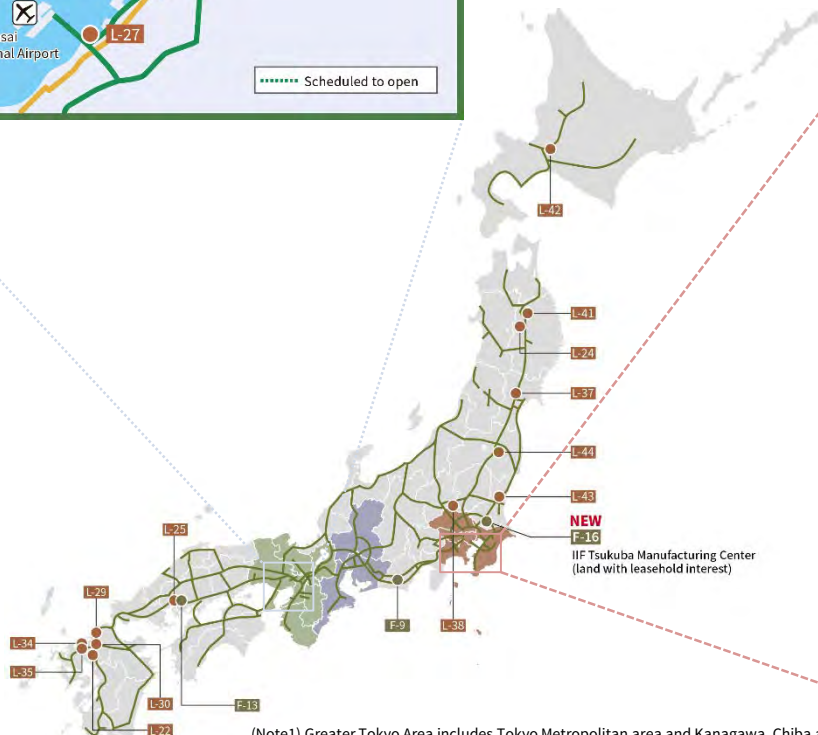 L-27
sai
nal Airport
Scheduled to open
L-42
L-41
L-24
L-37
L-44
L-43
NEW
F-16
IIF Tsukuba Manufacturing Center
(land with leasehold interest)
L-25
L-29
L-34
L-35
L-30
L-22
F-13
F-9
L-38
(Note1) Greater Tokyo Area includes Tokyo Metropolitan area and Kanagawa, Chiba